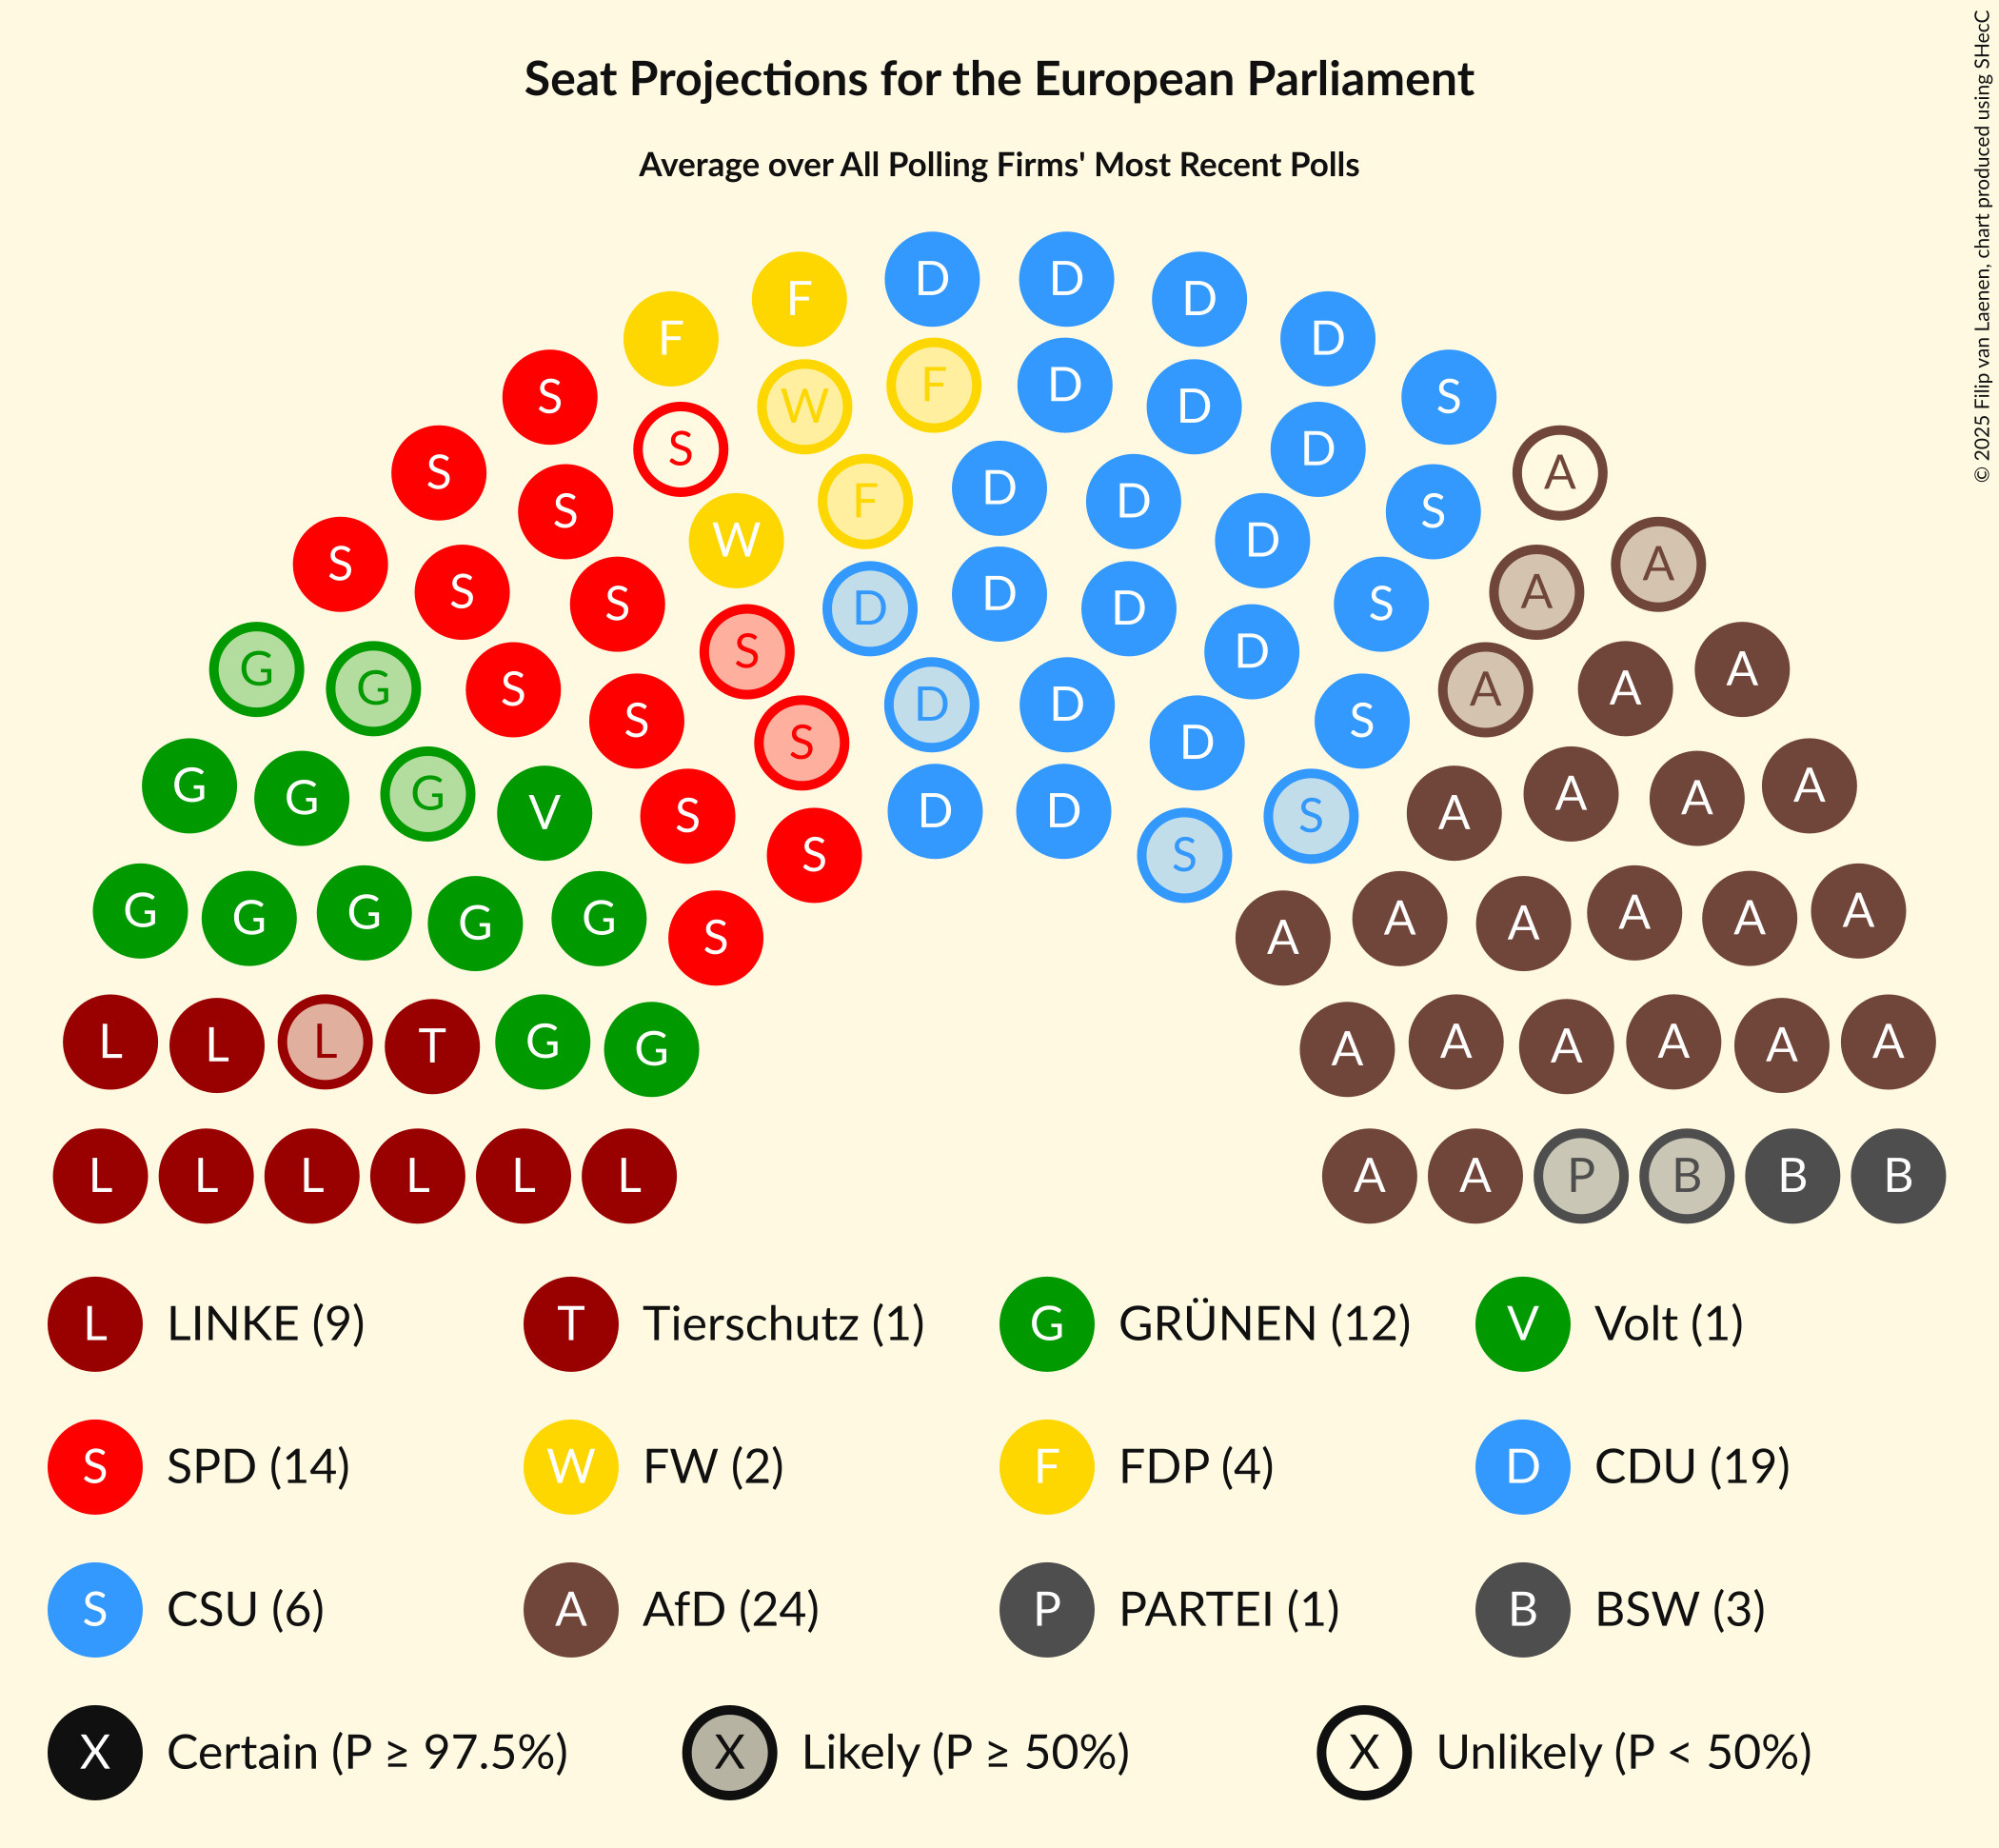 Seat Projections for the European Parliament
Average over All Polling Firms' Most Recent Polls
© 2025 Filip van Laenen, chart produced using SHecC
D D
F D
F D
F D
S S
W D
S D
S A
D
F D
S S
W D
S A
S D A
S S
D D
S D
G A
G S A A
D D
S S
S D
G A
G G A A
V D D A
S S
S S
G G G G G A A A A A
S A
L L L T G G A A A A A A
L L L L L L A A P B B B
L LINKE (9) T Tierschutz (1) G GRÜNEN (12) V Volt (1)
S SPD (14) W FW (2) F FDP (4) D CDU (19)
S CSU (6) A AfD (24) P PARTEI (1) B BSW (3)
X Certain (P ≥ 97.5%) X Likely (P ≥ 50%) X Unlikely (P < 50%)